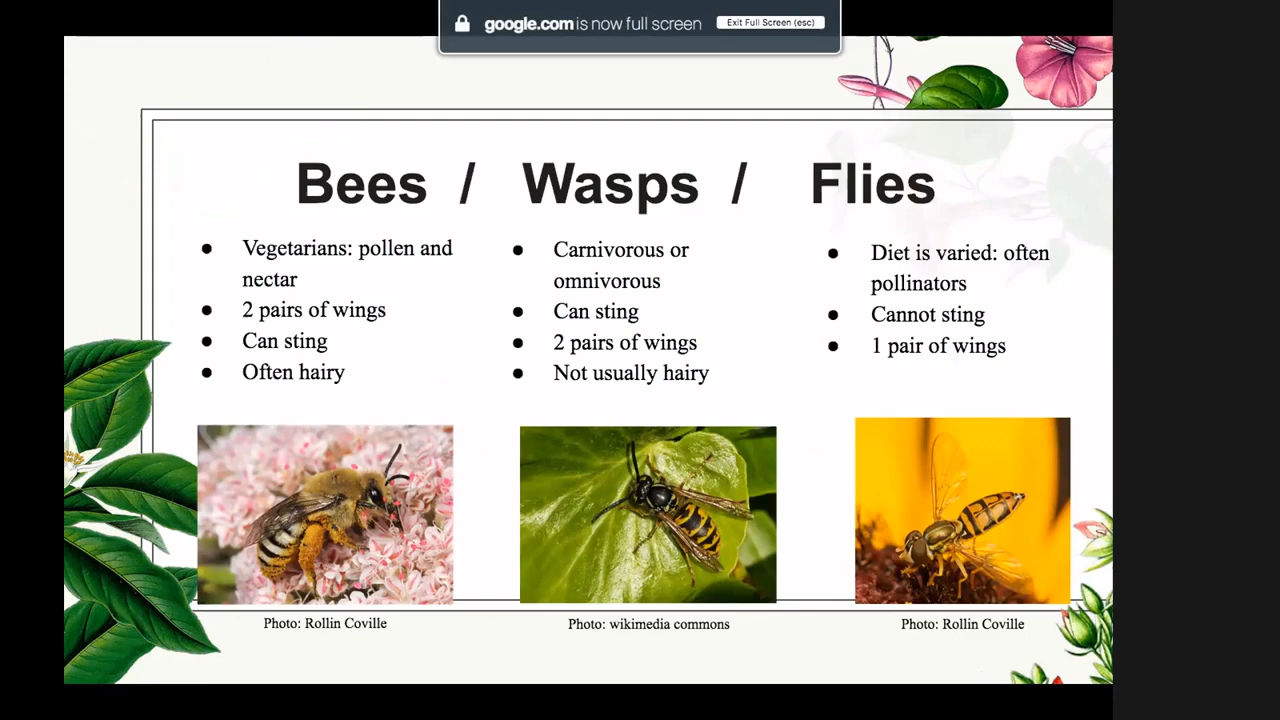 google.com is now full screen Exit Full Screen (esc)
Bees / Wasps / Flies
• Vegetarians: pollen and
nectar
• 2 pairs of wings
• Can sting
• Often hairy
• Carnivorous or
omnivorous
• Can sting
• 2 pairs of wings
• Not usually hairy
• Diet is varied: often
pollinators
• Cannot sting
• 1 pair of wings
Photo: Rollin Coville
Photo: wikimedia commons
Photo: Rollin Coville